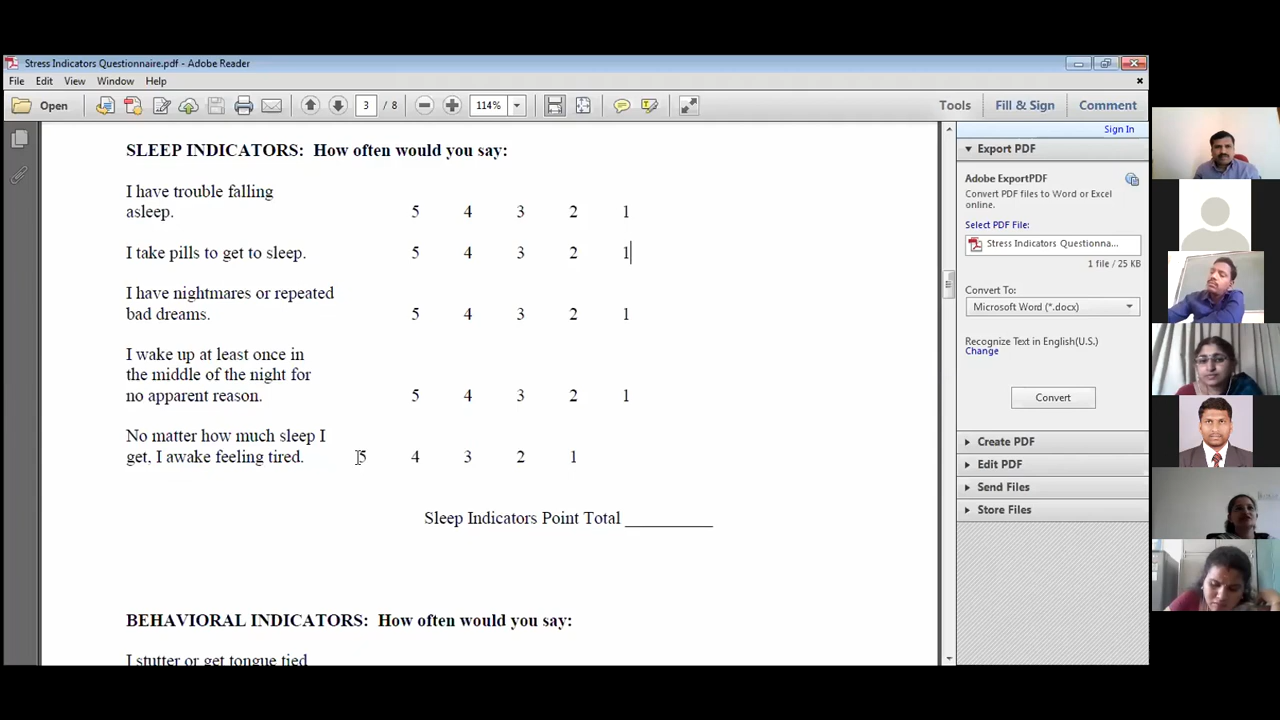 Stress Indicators Questionnaire.pdf - Adobe Reader
File Edit View Window Help
Open 3 / 8 114% Tools Fill & Sign Comment
Sign In
SLEEP INDICATORS: How often would you say:
I have trouble falling
asleep. 5 4 3 2 1
I take pills to get to sleep. 5 4 3 2 1
I have nightmares or repeated
bad dreams. 5 4 3 2 1
I wake up at least once in
the middle of the night for
no apparent reason. 5 4 3 2 1
No matter how much sleep I
get, I awake feeling tired. 5 4 3 2 1
Sleep Indicators Point Total __________
BEHAVIORAL INDICATORS: How often would you say:
I stutter or get tongue tied
Export PDF
Adobe ExportPDF
Convert PDF files to Word or Excel
online.
Select PDF File:
Stress Indicators Questionna...
1 file / 25 KB
Convert To:
Microsoft Word (*.docx)
Recognize Text in English(U.S.)
Change
Convert
Create PDF
Edit PDF
Send Files
Store Files